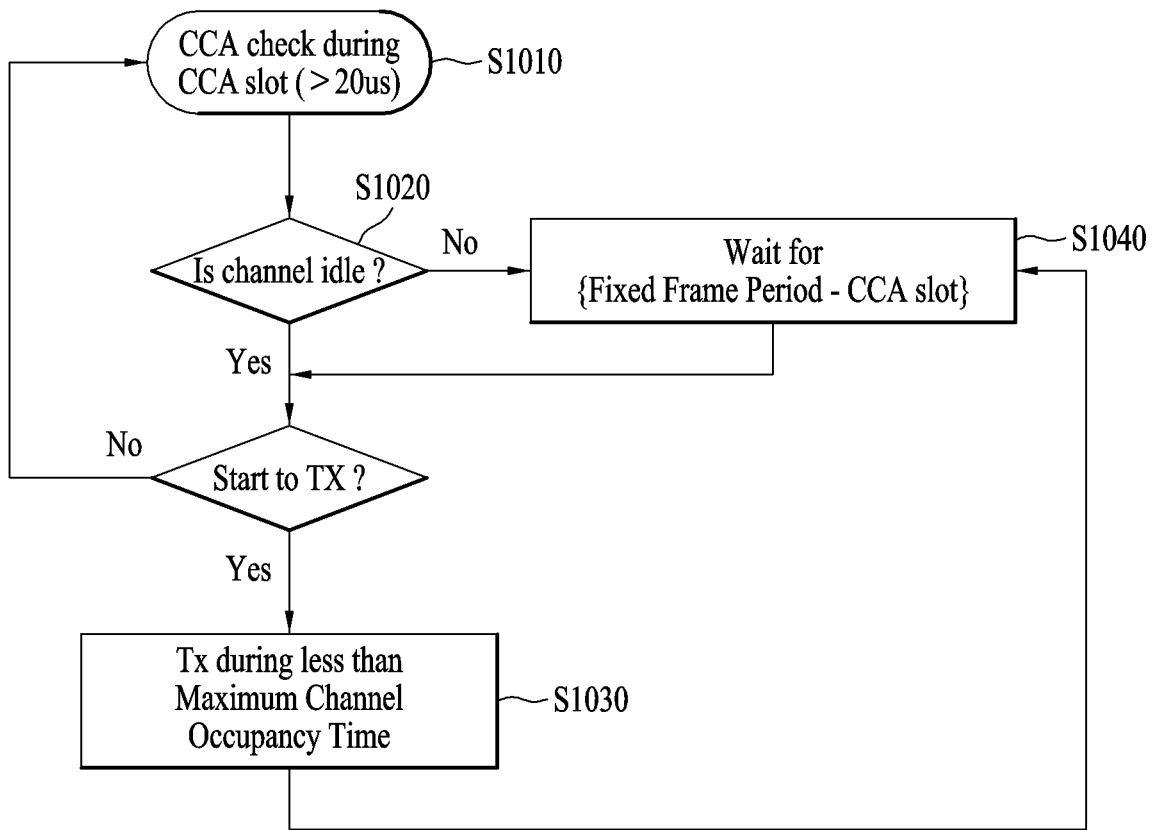 CCA check during
CCA slot ( > 20us)
S1010
S1020
Is channel idle ?
No
Wait for
{Fixed Frame Period - CCA slot}
S1040
Yes
No
Start to TX ?
Yes
Tx during less than
Maximum Channel
Occupancy Time
S1030